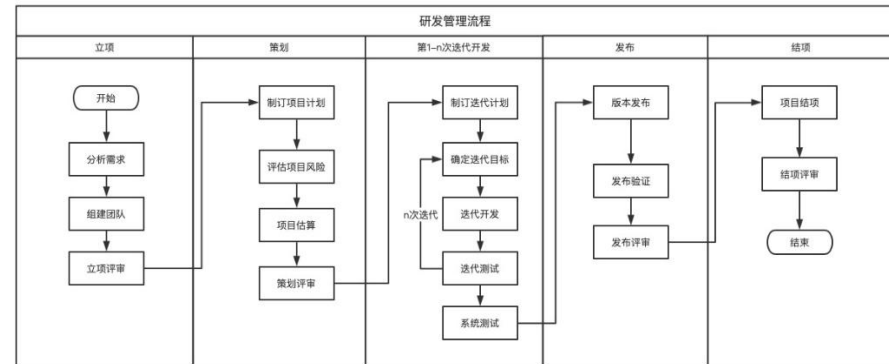 研发管理流程
立项
策划
第1-n次迭代开发
发布
结项
开始
分析需求
组建团队
立项评审
制订项目计划
评估项目风险
项目估算
策划评审
制订迭代计划
确定迭代目标
n次迭代
迭代开发
迭代测试
系统测试
版本发布
发布验证
发布评审
项目结项
结项评审
结束